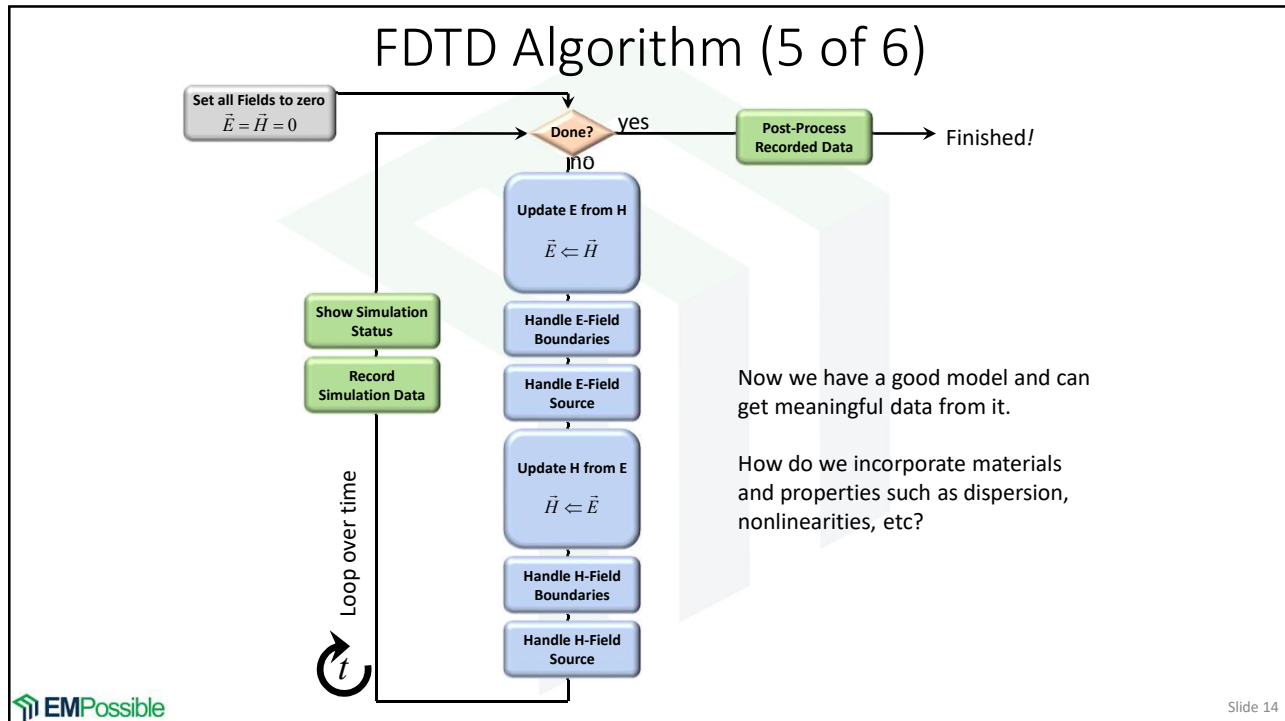 FDTD Algorithm (5 of 6)
Set all Fields to zero
E⃗ = H⃗ = 0
Done?
yes
no
Post-Process
Recorded Data
Finished!
Update E from H
E⃗ ⇐ H⃗
Handle E-Field
Boundaries
Handle E-Field
Source
Update H from E
H⃗ ⇐ E⃗
Handle H-Field
Boundaries
Handle H-Field
Source
Show Simulation
Status
Record
Simulation Data
Loop over time
t
Now we have a good model and can
get meaningful data from it.
How do we incorporate materials
and properties such as dispersion,
nonlinearities, etc?
EMPossible
Slide 14